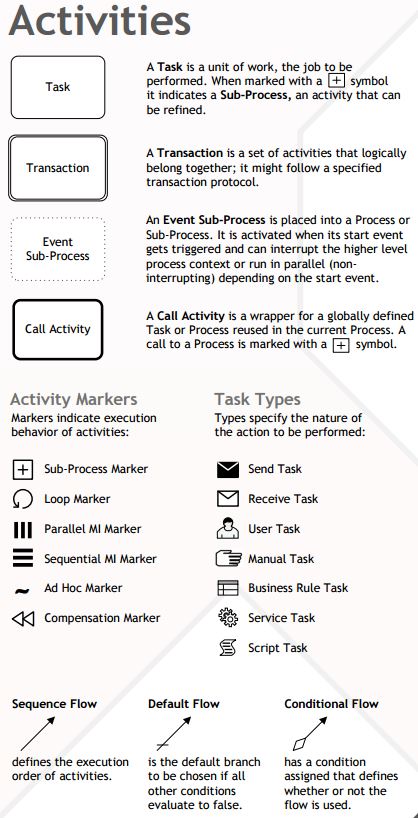 Activities
Task
A Task is a unit of work, the job to be
performed. When marked with a + symbol
it indicates a Sub-Process, an activity that can
be refined.
Transaction
A Transaction is a set of activities that logically
belong together; it might follow a specified
transaction protocol.
Event
Sub-Process
An Event Sub-Process is placed into a Process or
Sub-Process. It is activated when its start event
gets triggered and can interrupt the higher level
process context or run in parallel (non-
interrupting) depending on the start event.
Call Activity
A Call Activity is a wrapper for a globally defined
Task or Process reused in the current Process. A
call to a Process is marked with a + symbol.
Activity Markers
Markers indicate execution
behavior of activities:
Sub-Process Marker
Loop Marker
Parallel MI Marker
Sequential MI Marker
Ad Hoc Marker
Compensation Marker
Task Types
Types specify the nature of
the action to be performed:
Send Task
Receive Task
User Task
Manual Task
Business Rule Task
Service Task
Script Task
Sequence Flow
defines the execution
order of activities.
Default Flow
is the default branch
to be chosen if all
other conditions
evaluate to false.
Conditional Flow
has a condition
assigned that defines
whether or not the
flow is used.